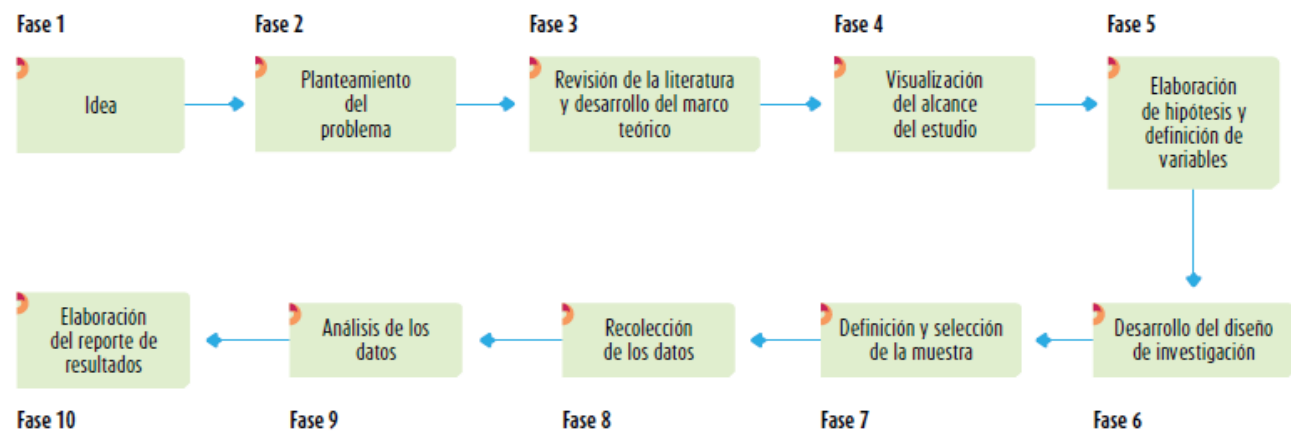 Fase 1
Idea
Fase 2
Planteamiento
del
problema
Fase 3
Revisión de la literatura
y desarrollo del marco
teórico
Fase 4
Visualización
del alcance
del estudio
Fase 5
Elaboración
de hipótesis y
definición de
variables
Desarrollo del diseño
de investigación
Fase 6
Definición y selección
de la muestra
Fase 7
Recolección
de los datos
Fase 8
Análisis de los
datos
Fase 9
Elaboración
del reporte de
resultados
Fase 10